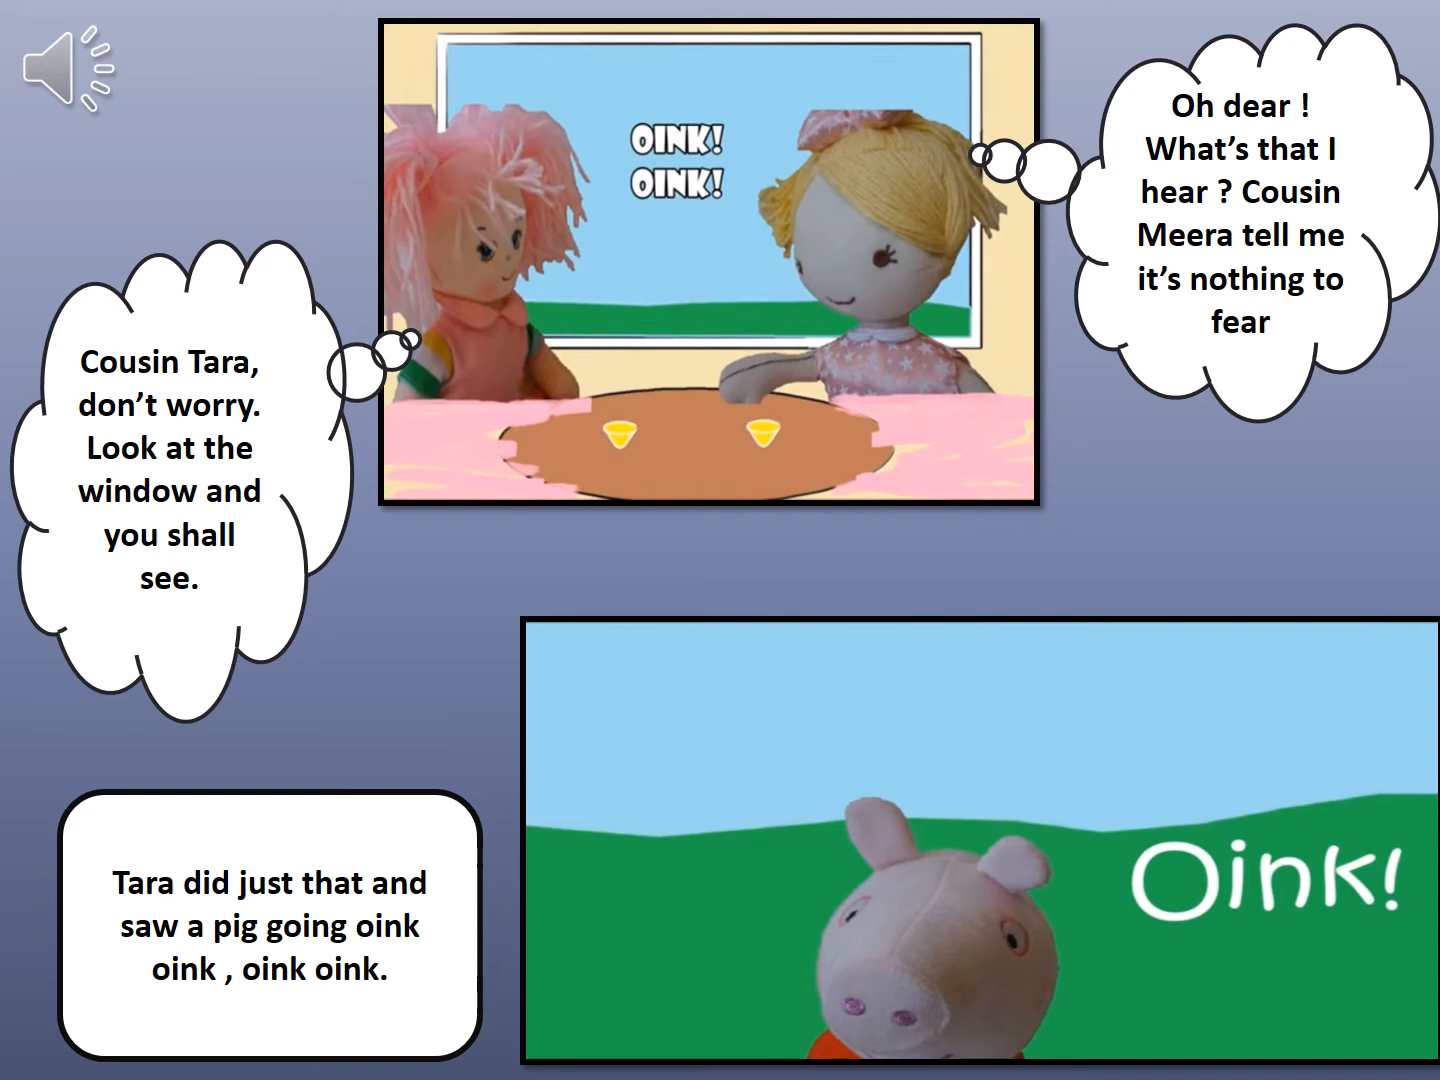 OINK!
OINK!
Oh dear !
What’s that I
hear ? Cousin
Meera tell me
it’s nothing to
fear
Cousin Tara,
don’t worry.
Look at the
window and
you shall
see.
Tara did just that and
saw a pig going oink
oink , oink oink.
Oink!